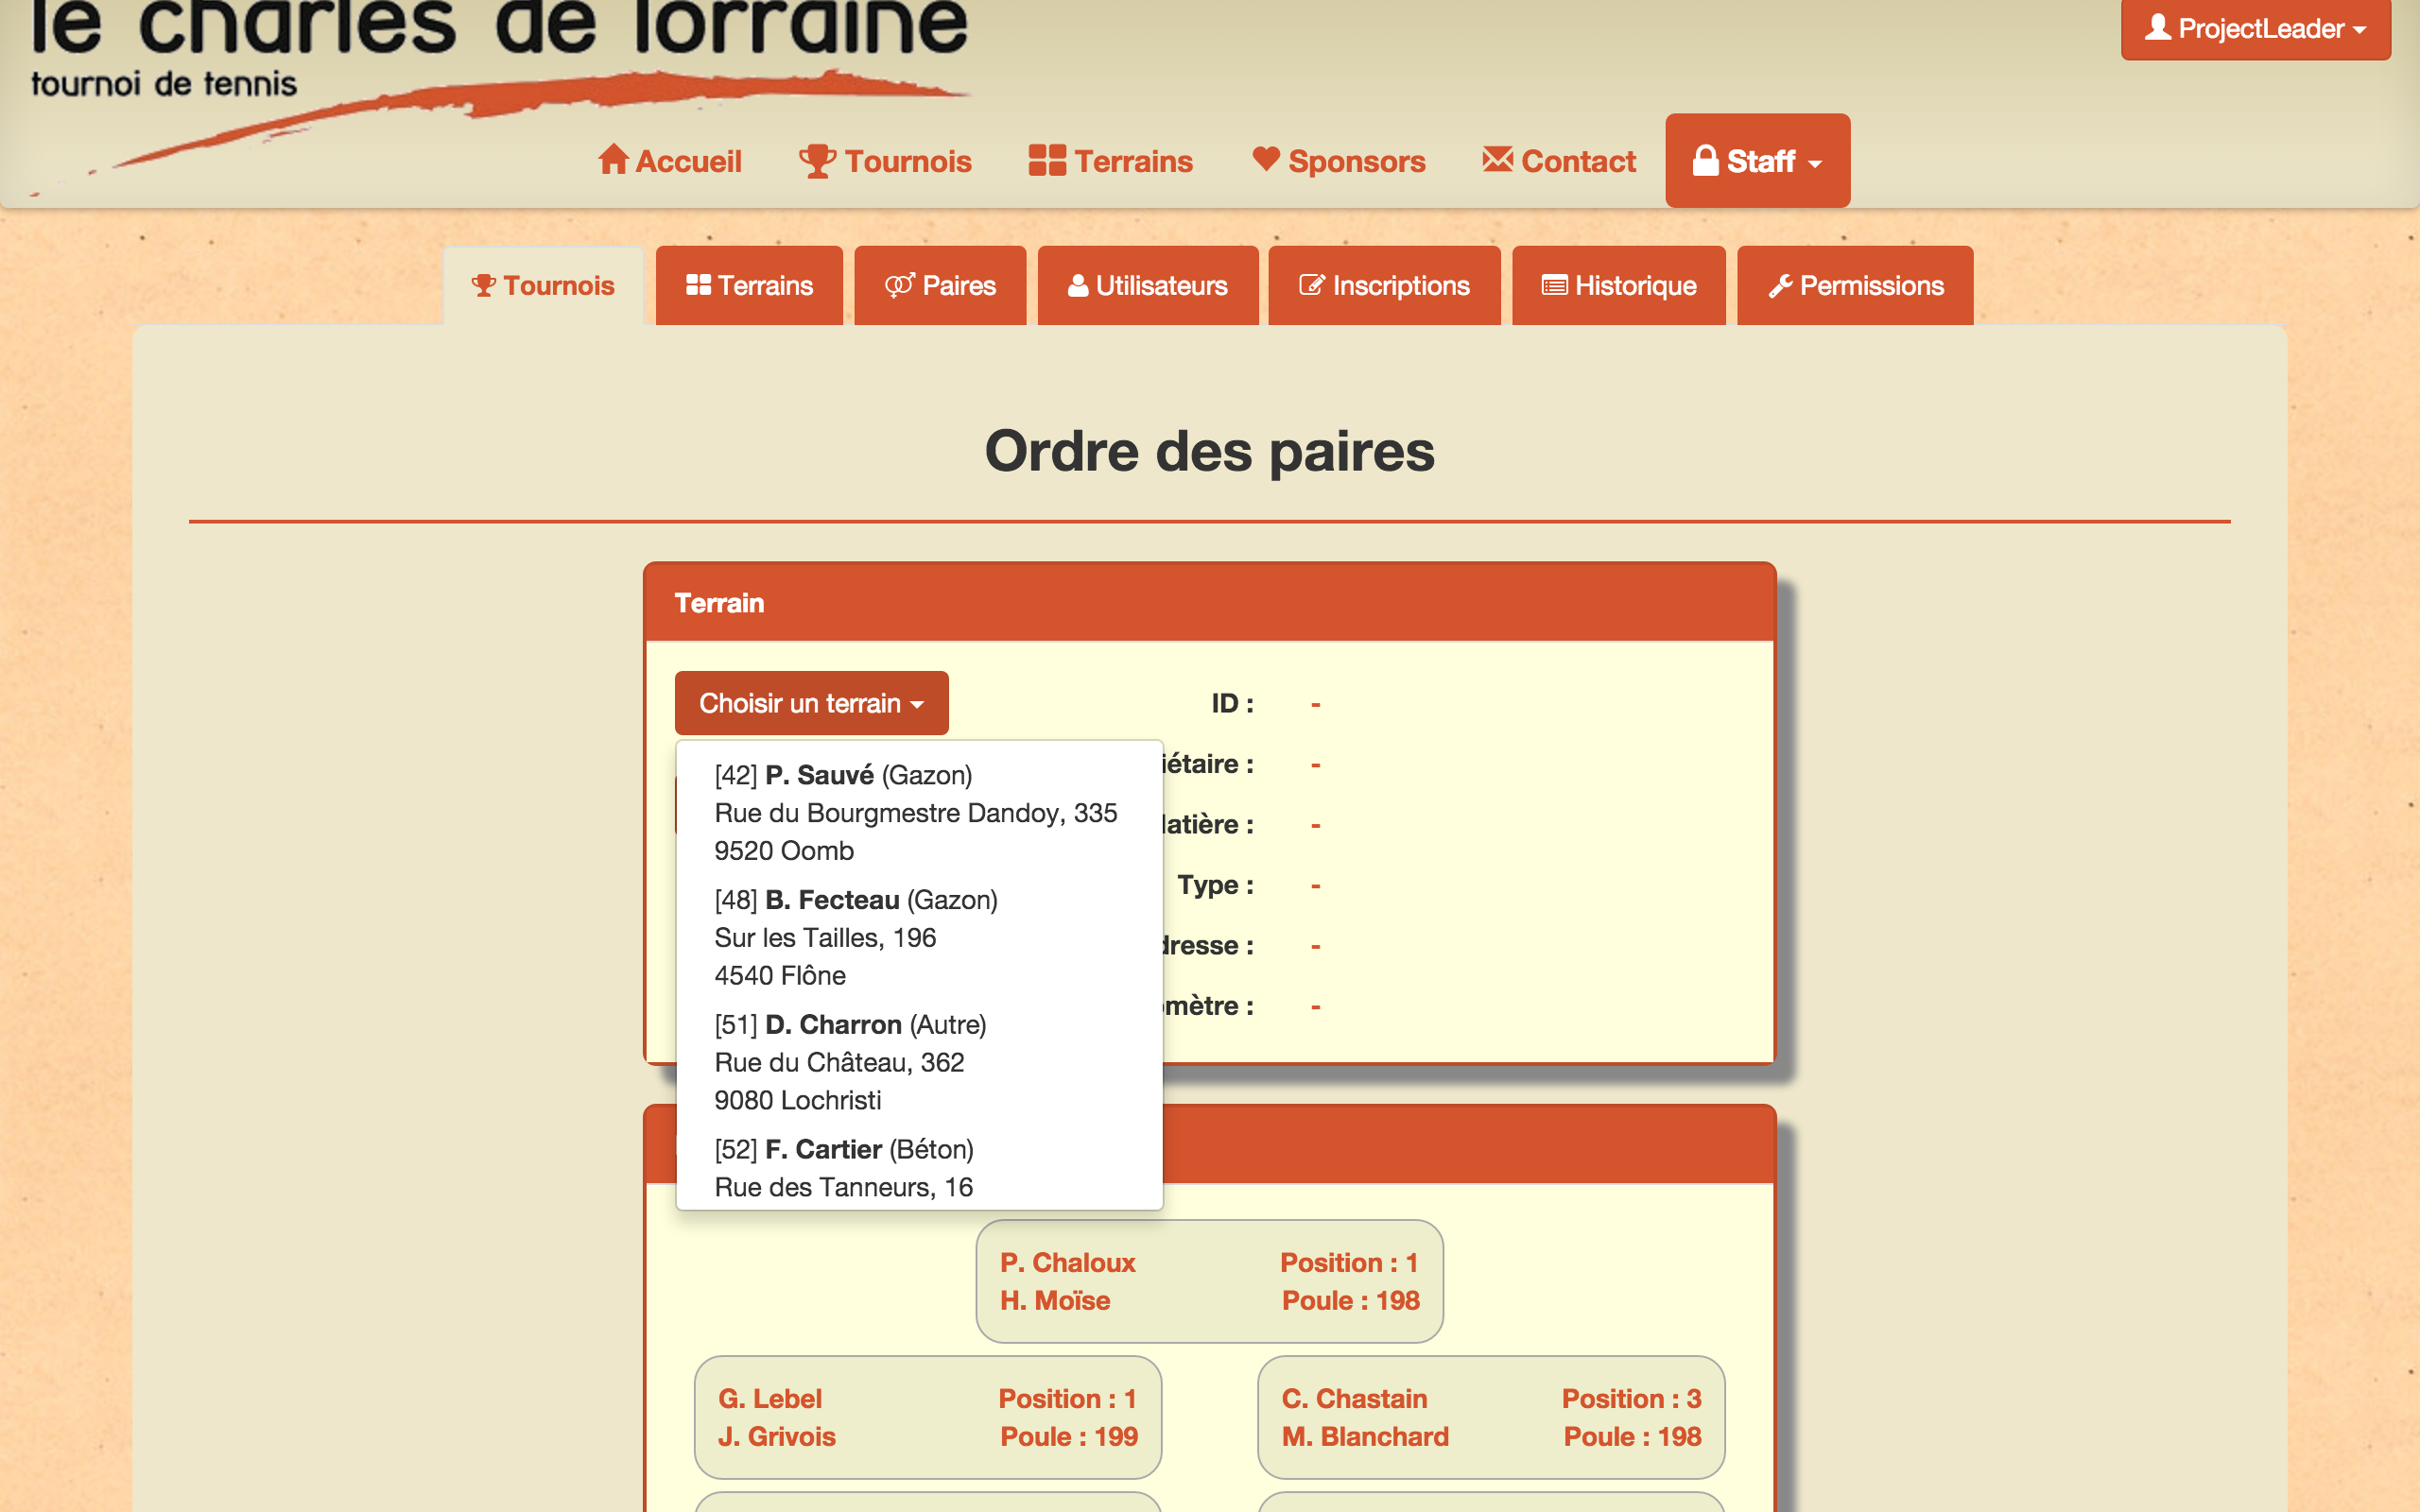 le charles de lorraine
tournoi de tennis
ProjectLeader
Accueil Tournois Terrains Sponsors Contact Staff
Tournois Terrains Paires Utilisateurs Inscriptions Historique Permissions
Ordre des paires
Terrain
Choisir un terrain
ID : -
iétaire : -
atière : -
Type : -
dresse : -
mètre : -
[42] P. Sauvé (Gazon)
Rue du Bourgmestre Dandoy, 335
9520 Oomb
[48] B. Fecteau (Gazon)
Sur les Tailles, 196
4540 Flône
[51] D. Charron (Autre)
Rue du Château, 362
9080 Lochristi
[52] F. Cartier (Béton)
Rue des Tanneurs, 16
P. Chaloux Position : 1
H. Moïse Poule : 198
G. Lebel Position : 1
J. Grivois Poule : 199
C. Chastain Position : 3
M. Blanchard Poule : 198